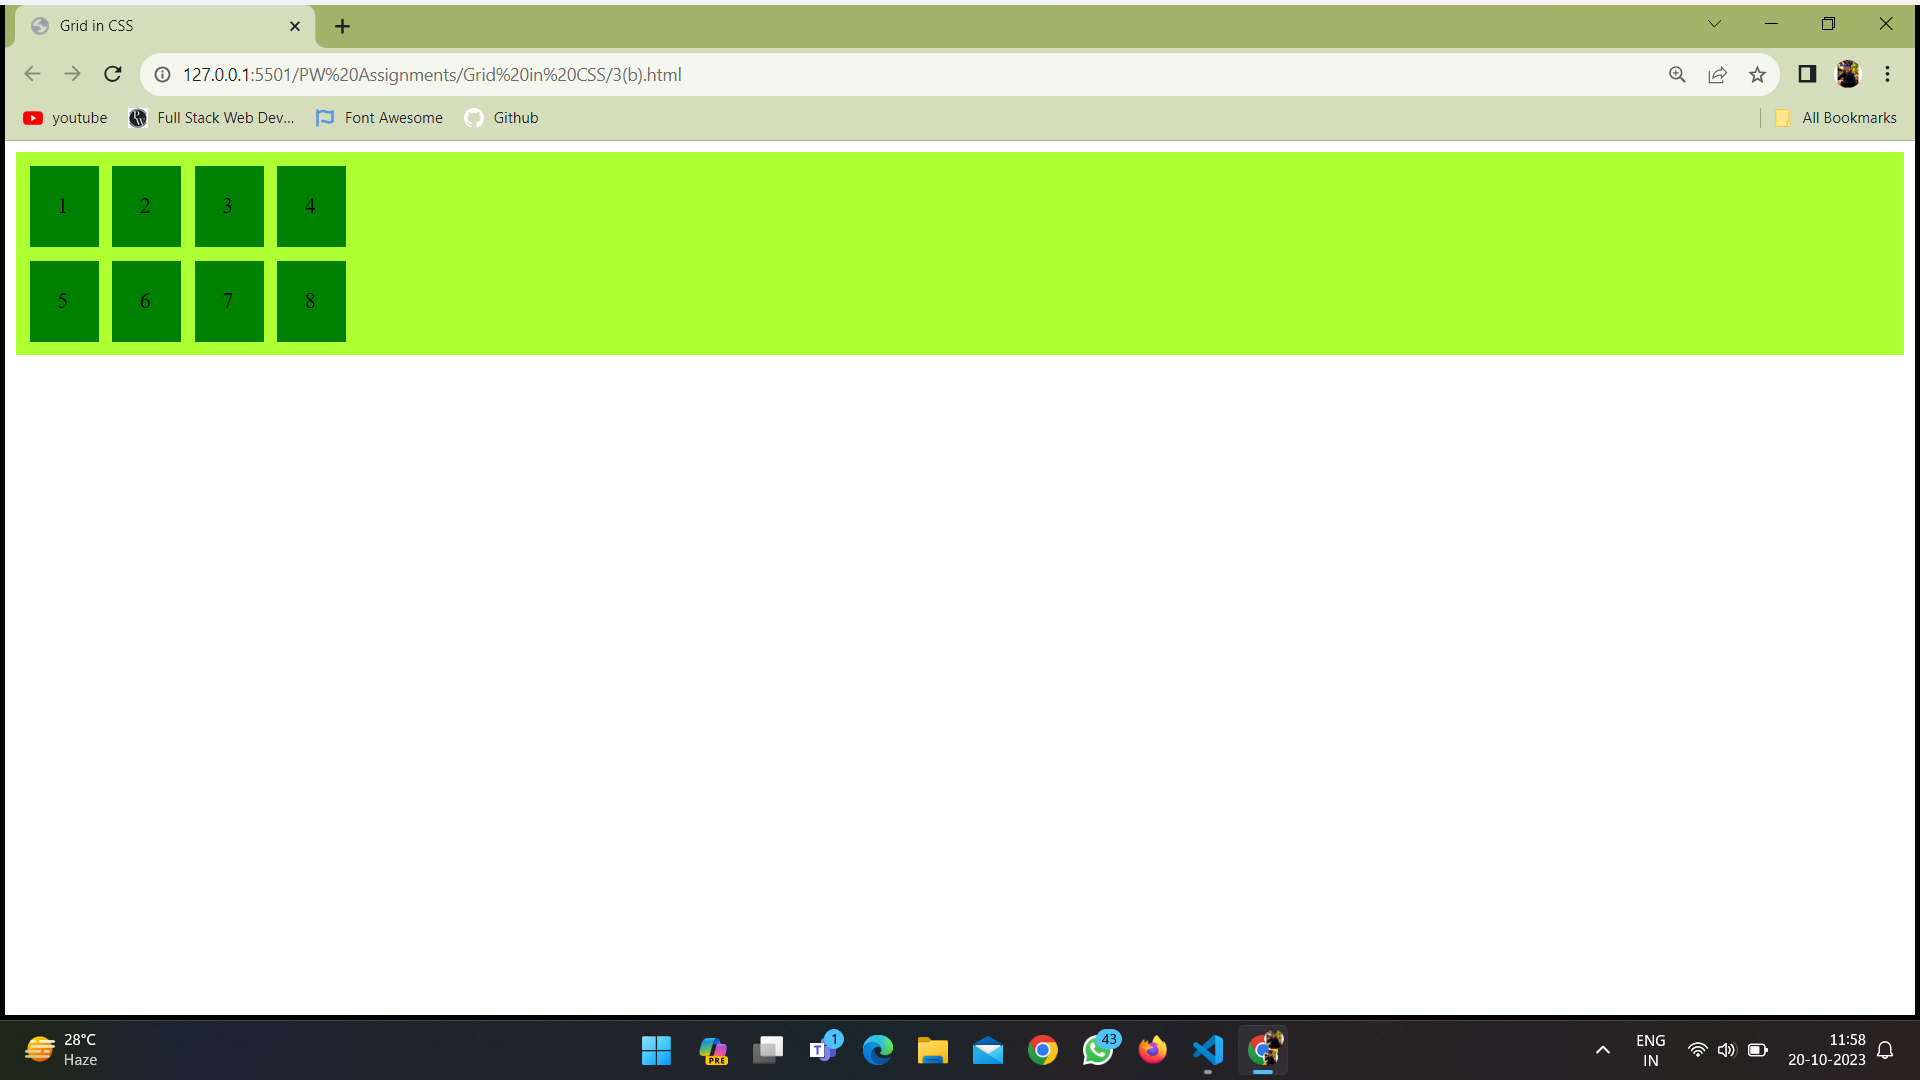 Grid in CSS
127.0.0.1:5501/PW%20Assignments/Grid%20in%20CSS/3(b).html
youtube Full Stack Web Dev... Font Awesome Github All Bookmarks
1 2 3 4
5 6 7 8
28°C
Haze
PRE
T 1
43
ENG
IN
11:58
20-10-2023